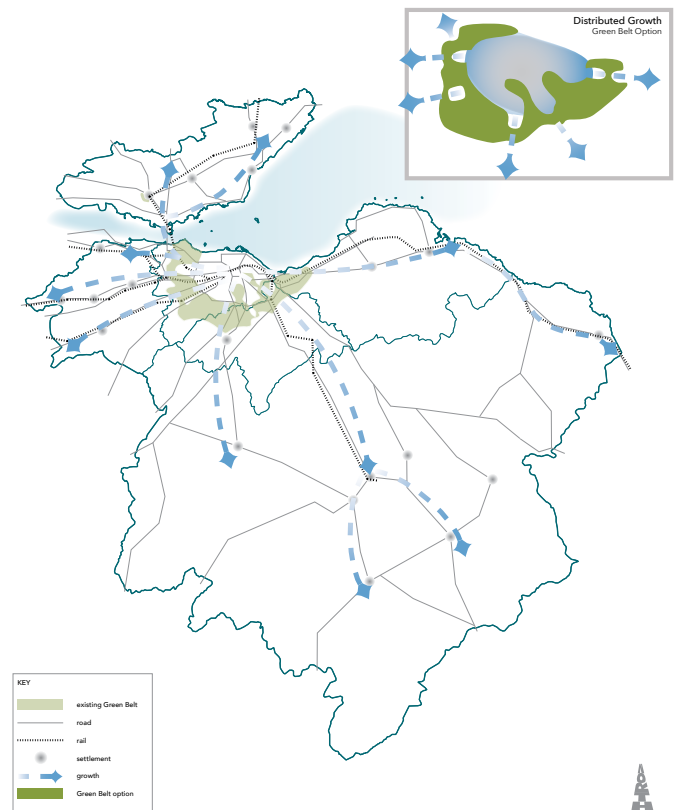 Distributed Growth
Green Belt Option
KEY
existing Green Belt
road
rail
settlement
growth
Green Belt option